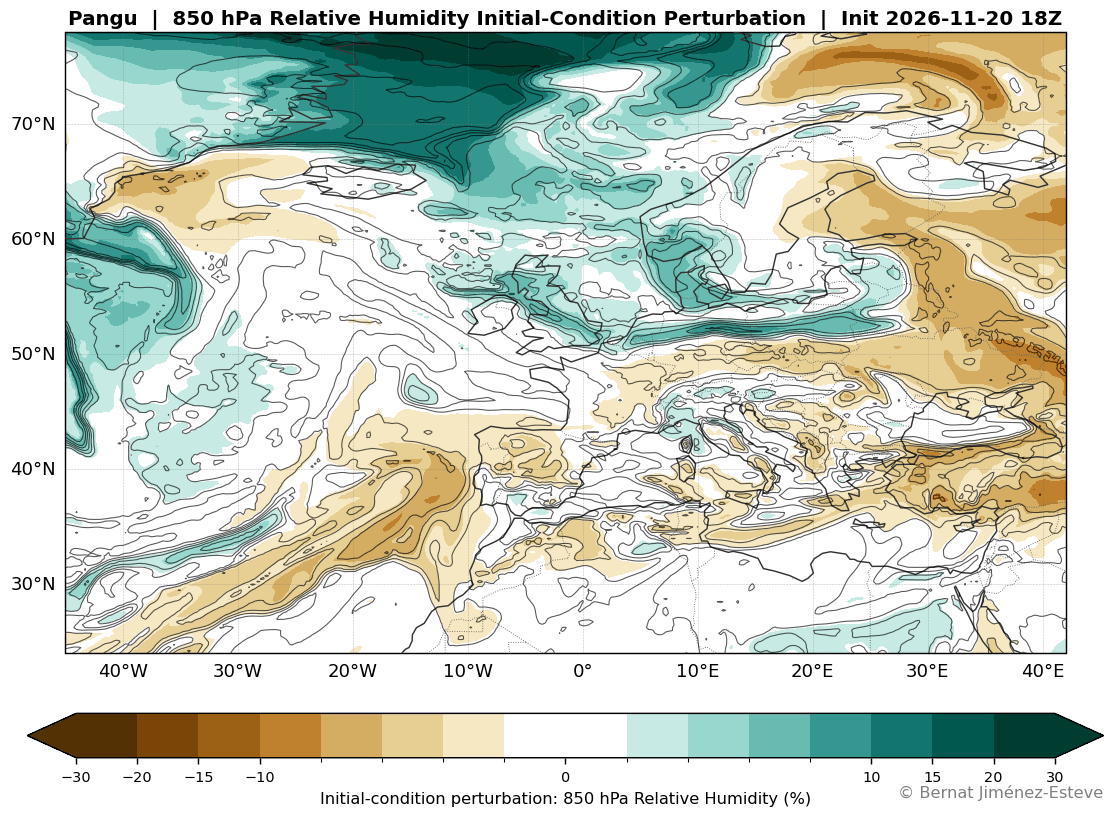 Pangu | 850 hPa Relative Humidity Initial-Condition Perturbation | Init 2026-11-20 18Z
70°N
60°N
50°N
40°N
30°N
40°W 30°W 20°W 10°W 0° 10°E 20°E 30°E 40°E
−30 −20 −15 −10 0 10 15 20 30
Initial-condition perturbation: 850 hPa Relative Humidity (%)
© Bernat Jiménez-Esteve